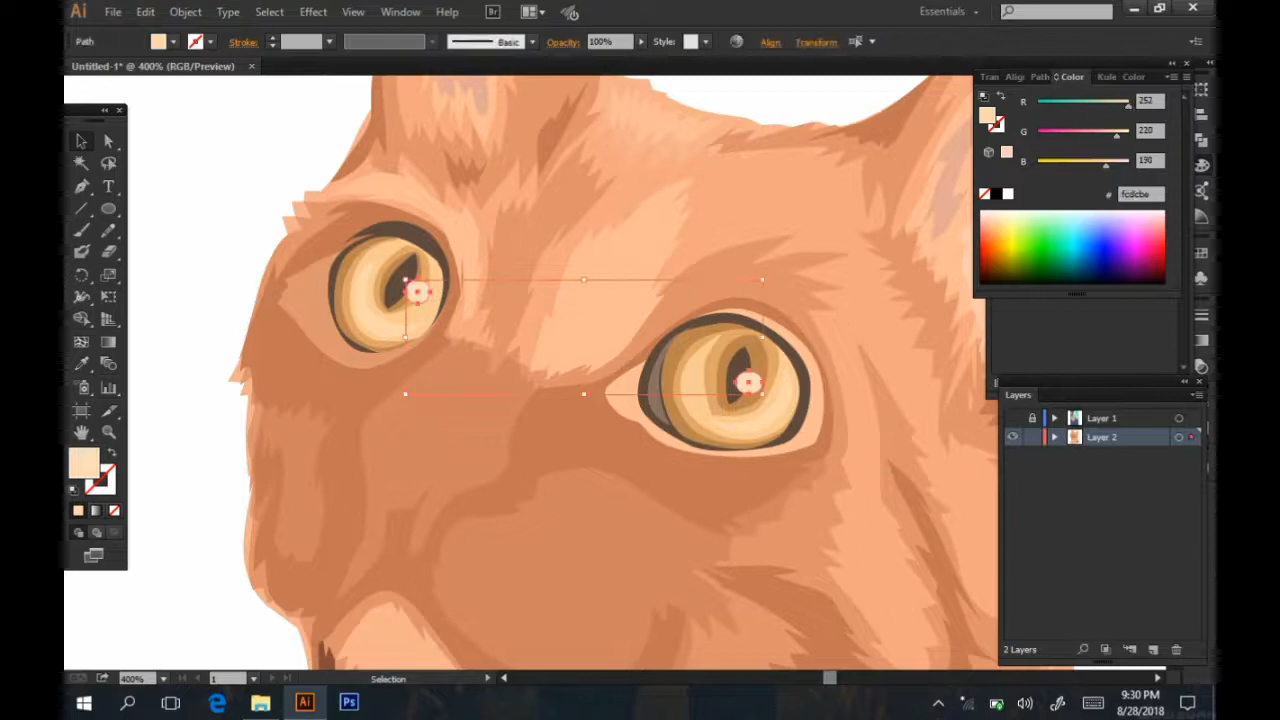 Ai File Edit Object Type Select Effect View Window Help Br Essentials
Path Stroke: Basic Opacity: 100% Style: Align Transform
Untitled-1* @ 400% (RGB/Preview)
Tran Align Path Color Kule Color
R 252
G 220
B 190
# fcdcbe
Layers
Layer 1
Layer 2
2 Layers
400% 1 Selection
Ai Ps 9:30 PM
8/28/2018